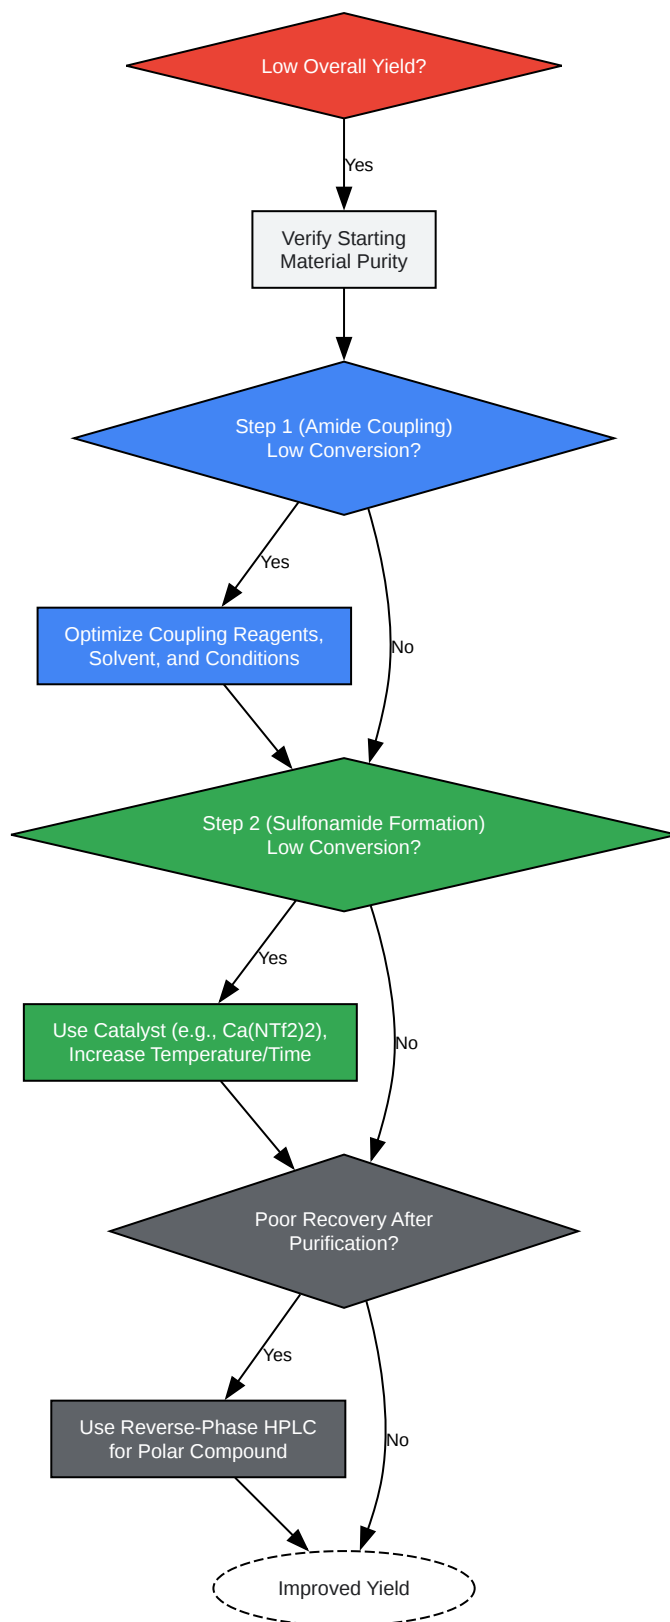 Low Overall Yield?
Yes
Verify Starting
Material Purity
Step 1 (Amide Coupling)
Low Conversion?
Yes
Optimize Coupling Reagents,
Solvent, and Conditions
No
Step 2 (Sulfonamide Formation)
Low Conversion?
Yes
Use Catalyst (e.g., Ca(NTf2)2),
Increase Temperature/Time
No
Poor Recovery After
Purification?
Yes
Use Reverse-Phase HPLC
for Polar Compound
No
Improved Yield